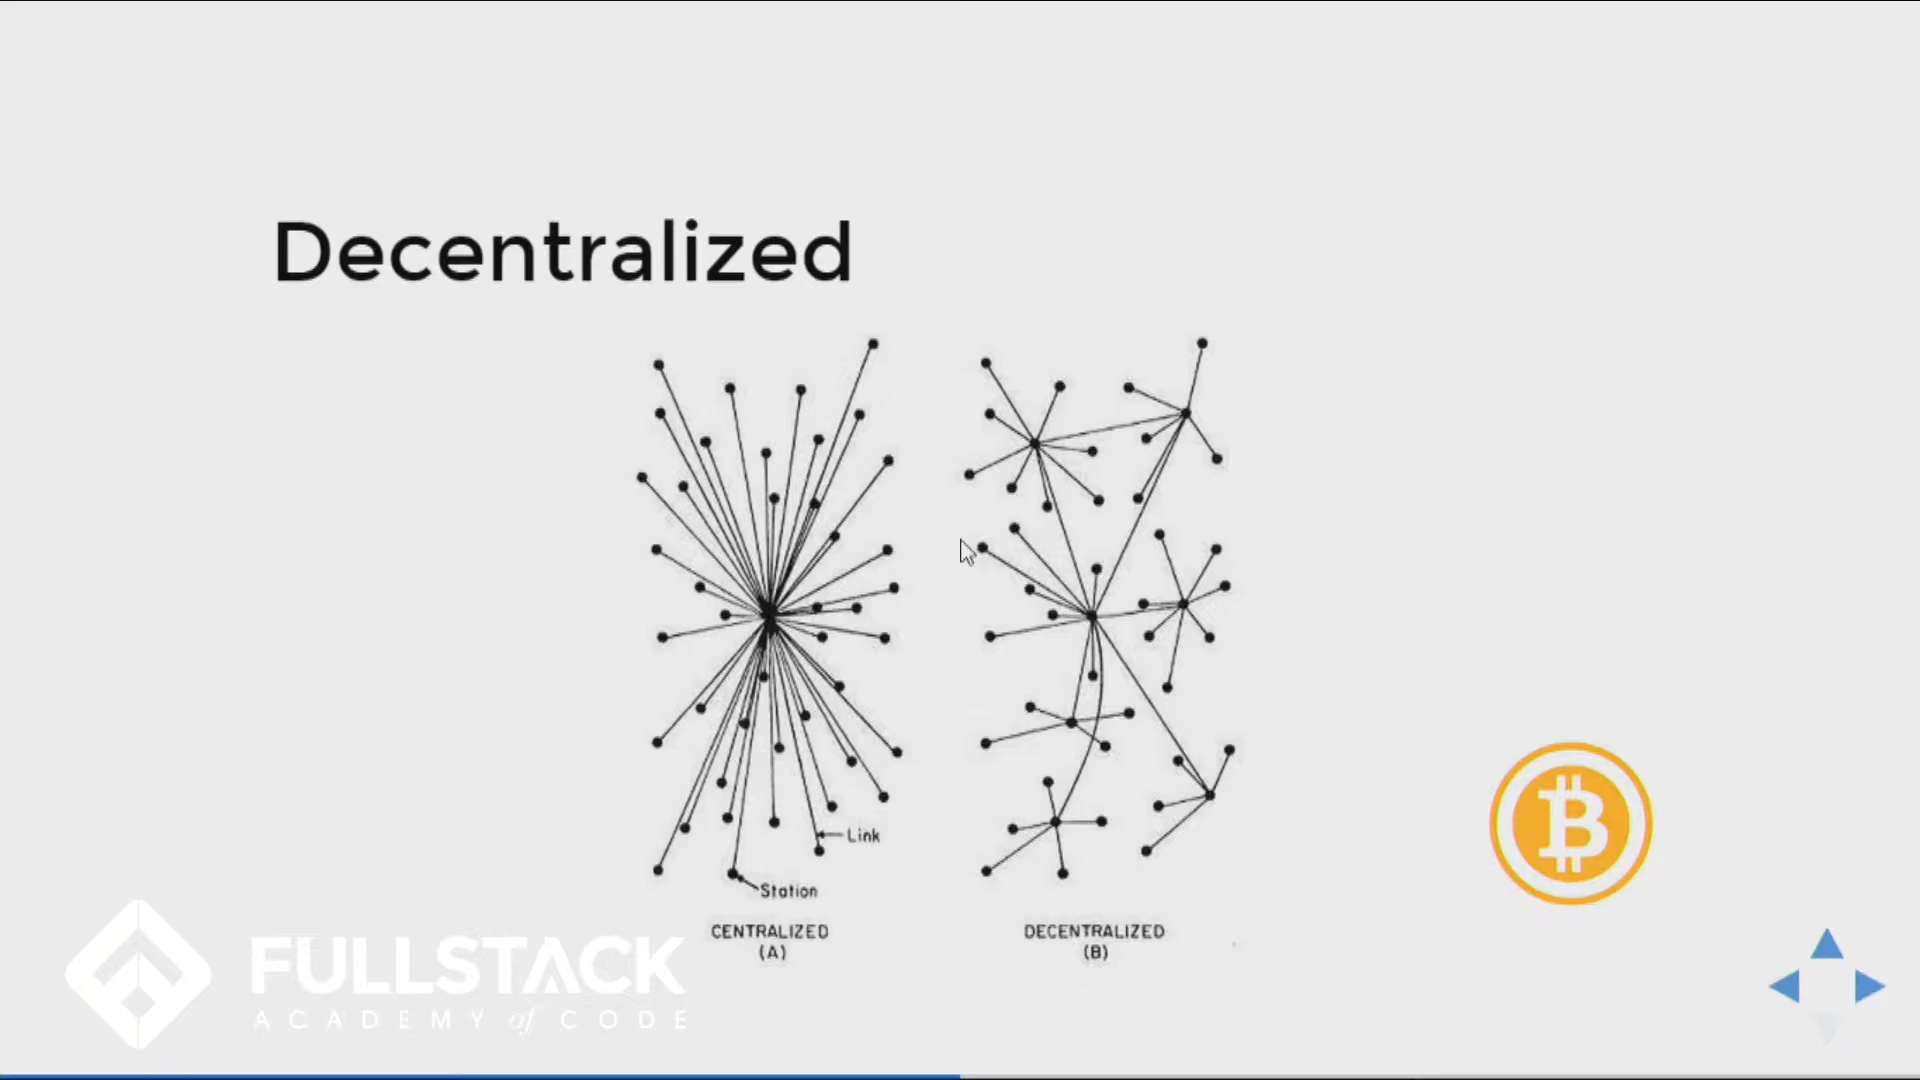 Decentralized
Link
Station
CENTRALIZED
(A)
DECENTRALIZED
(B)
FULLSTACK
ACADEMY of CODE